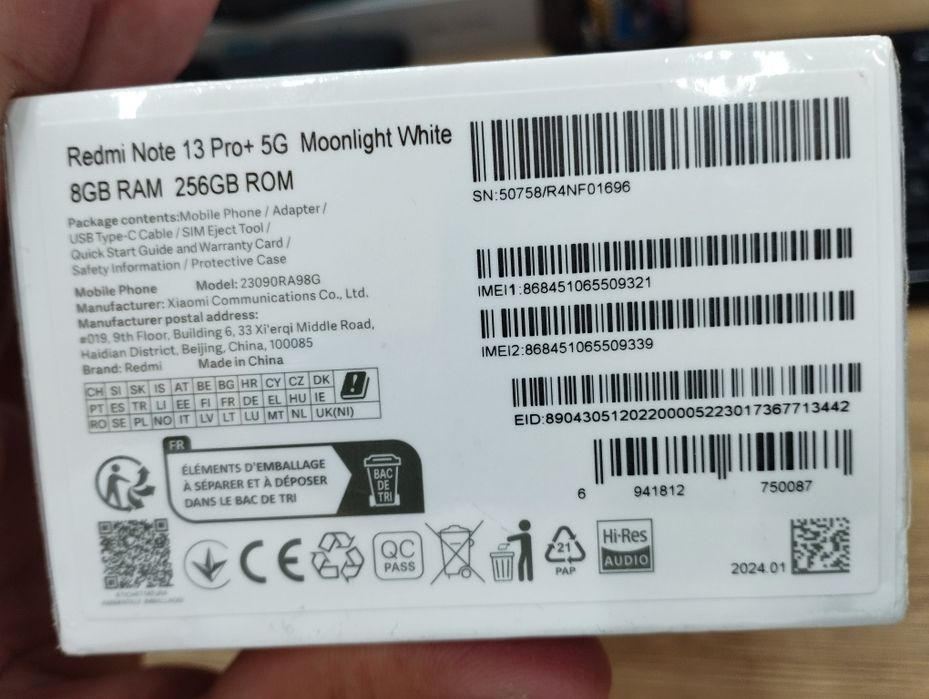 Redmi Note 13 Pro+ 5G Moonlight White
8GB RAM 256GB ROM
Package contents:Mobile Phone / Adapter /
USB Type-C Cable / SIM Eject Tool /
Quick Start Guide and Warranty Card /
Safety Information / Protective Case
Mobile Phone Model: 23090RA98G
Manufacturer: Xiaomi Communications Co., Ltd.
Manufacturer postal address:
#019, 9th Floor, Building 6, 33 Xi'erqi Middle Road,
Haidian District, Beijing, China, 100085
Brand: Redmi Made in China
CH SI SK IS AT BE BG HR CY CZ DK
PT ES TR LI EE FI FR DE EL HU IE
RO SE PL NO IT LV LT LU MT NL UK(NI)
SN:50758/R4NF01696
IMEI1:868451065509321
IMEI2:868451065509339
EID:89043051202200005223017367713442
6 941812 750087
FR
ÉLÉMENTS D'EMBALLAGE
À SÉPARER ET À DÉPOSER
DANS LE BAC DE TRI
BAC
DE
TRI
CE
QC
PASS
21
PAP
Hi-Res
AUDIO
2024.01